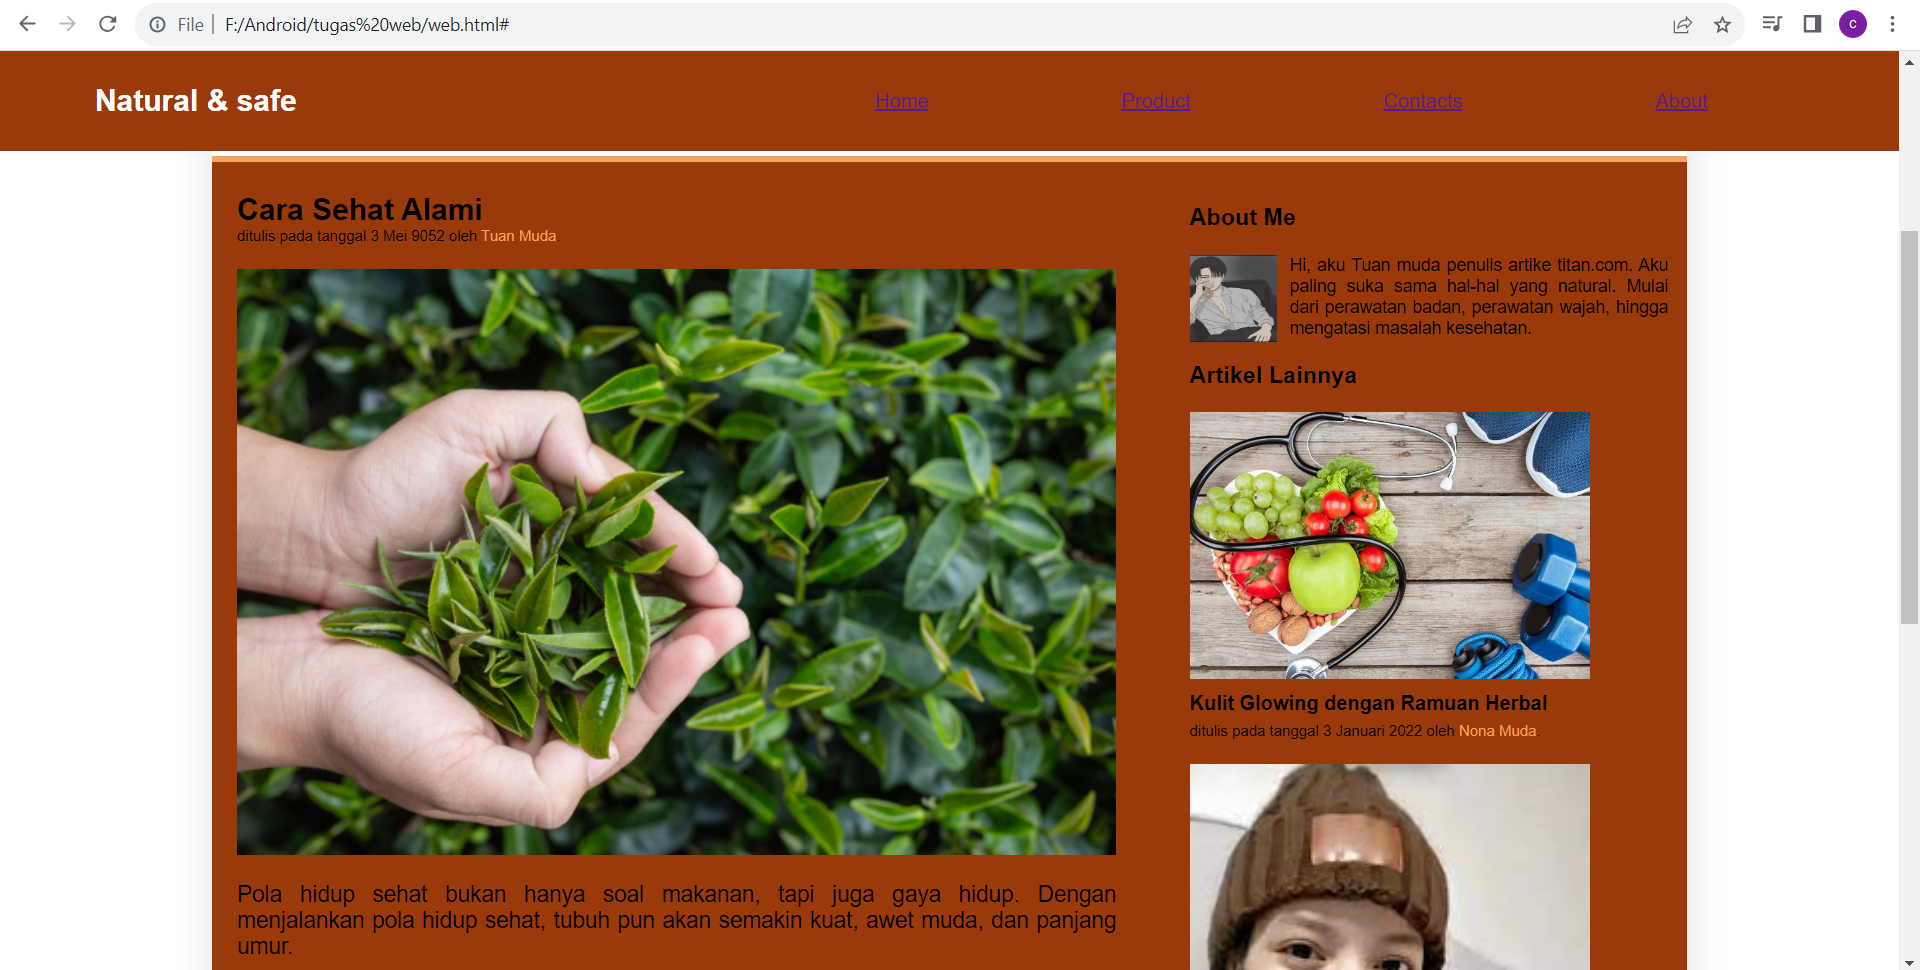 File | F:/Android/tugas%20web/web.html#
c
Natural & safe
Home
Product
Contacts
About
Cara Sehat Alami
ditulis pada tanggal 3 Mei 9052 oleh Tuan Muda
Pola hidup sehat bukan hanya soal makanan, tapi juga gaya hidup. Dengan
menjalankan pola hidup sehat, tubuh pun akan semakin kuat, awet muda, dan panjang
umur.
About Me
Hi, aku Tuan muda penulis artike titan.com. Aku
paling suka sama hal-hal yang natural. Mulai
dari perawatan badan, perawatan wajah, hingga
mengatasi masalah kesehatan.
Artikel Lainnya
Kulit Glowing dengan Ramuan Herbal
ditulis pada tanggal 3 Januari 2022 oleh Nona Muda